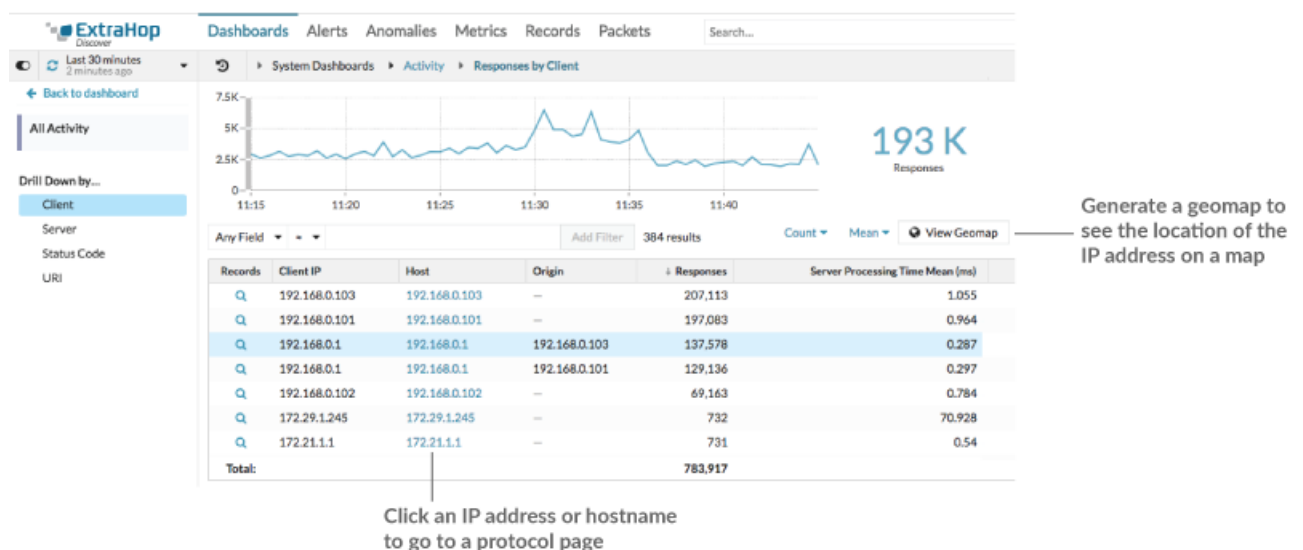 ExtraHop
Discover
Dashboards Alerts Anomalies Metrics Records Packets Search...
Last 30 minutes
2 minutes ago
System Dashboards Activity Responses by Client
Back to dashboard
All Activity
Drill Down by...
Client
Server
Status Code
URI
7.5K
5K
2.5K
0
11:15 11:20 11:25 11:30 11:35 11:40
193 K
Responses
Any Field = Add Filter 384 results Count Mean View Geomap
Generate a geomap to
see the location of the
IP address on a map
Records Client IP Host Origin ↓ Responses Server Processing Time Mean (ms)
192.168.0.103 192.168.0.103 — 207,113 1.055
192.168.0.101 192.168.0.101 — 197,083 0.964
192.168.0.1 192.168.0.1 192.168.0.103 137,578 0.287
192.168.0.1 192.168.0.1 192.168.0.101 129,136 0.297
192.168.0.102 192.168.0.102 — 69,163 0.784
172.29.1.245 172.29.1.245 — 732 70.928
172.21.1.1 172.21.1.1 — 731 0.54
Total: 783,917
Click an IP address or hostname
to go to a protocol page